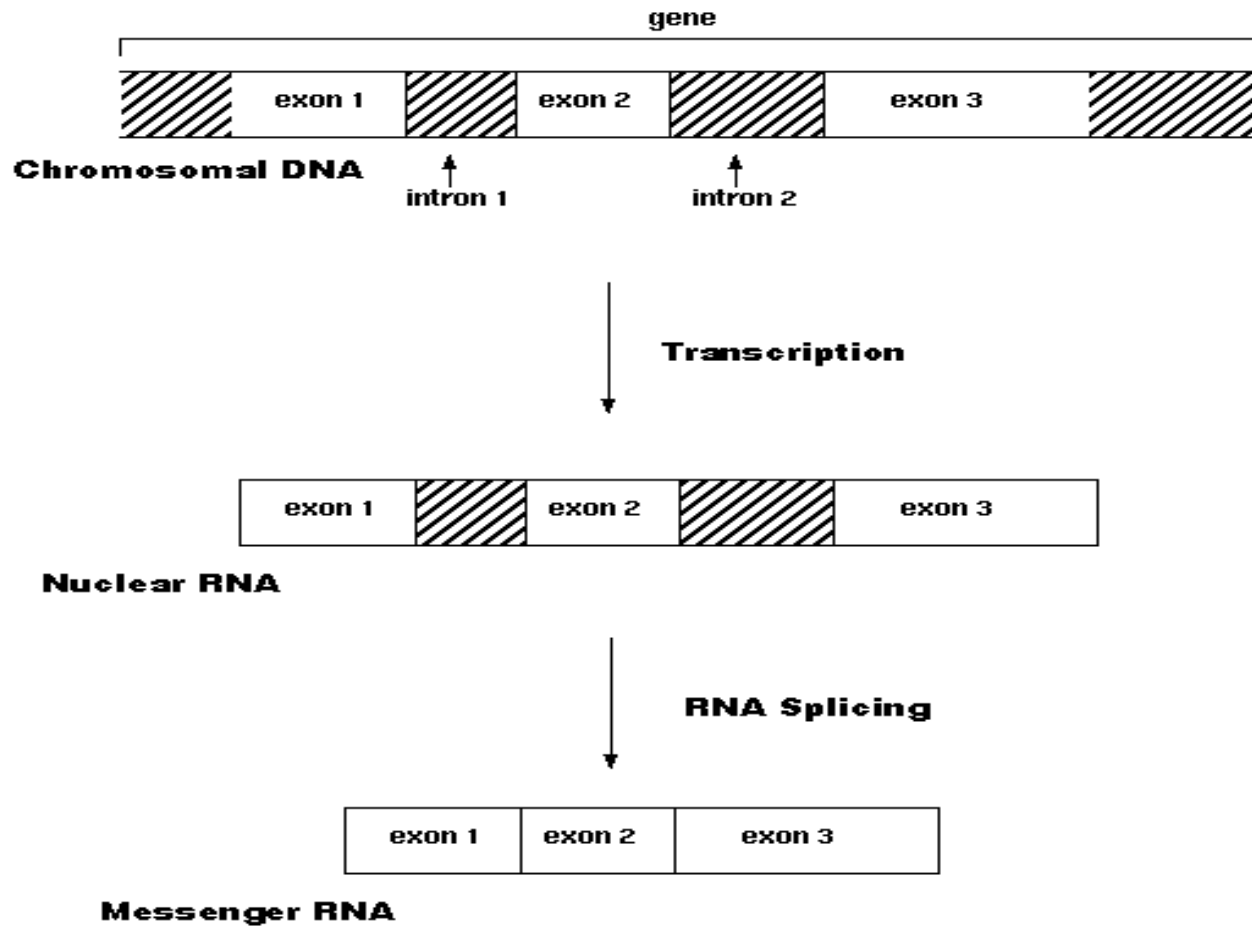 gene
exon 1 exon 2 exon 3
Chromosomal DNA
intron 1 intron 2
Transcription
exon 1 exon 2 exon 3
Nuclear RNA
RNA Splicing
exon 1 exon 2 exon 3
Messenger RNA